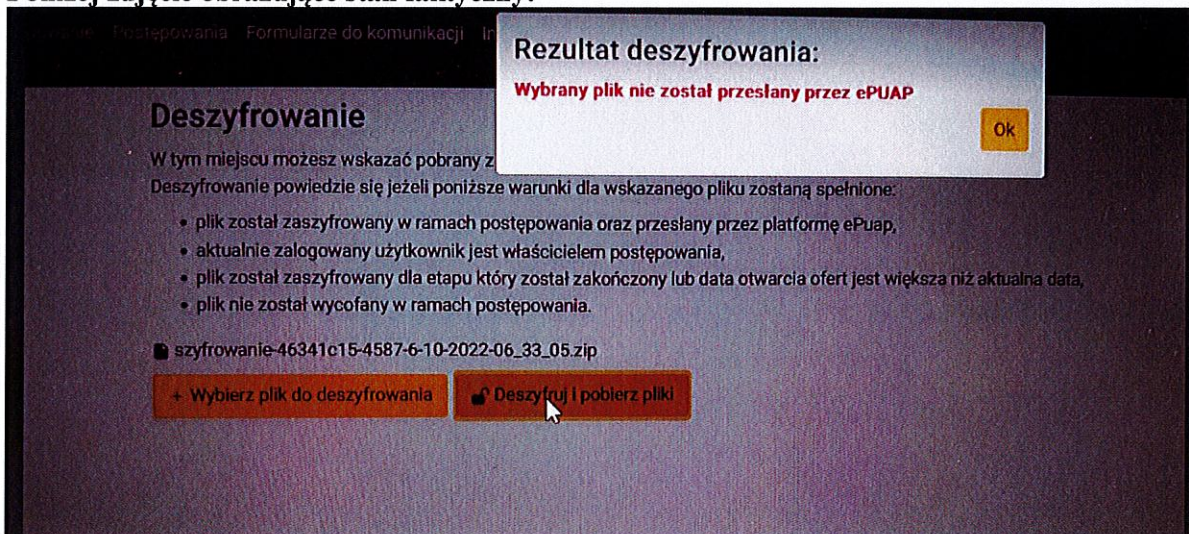 Postępowania Formularze do komunikacji
Rezultat deszyfrowania:
Wybrany plik nie został przesłany przez ePUAP
Ok
Deszyfrowanie
W tym miejscu możesz wskazać pobrany z
Deszyfrowanie powiedzie się jeżeli poniższe warunki dla wskazanego pliku zostaną spełnione:
• plik został zaszyfrowany w ramach postępowania oraz przesłany przez platformę ePuap,
• aktualnie zalogowany użytkownik jest właścicielem postępowania,
• plik został zaszyfrowany dla etapu który został zakończony lub data otwarcia ofert jest większa niż aktualna data,
• plik nie został wycofany w ramach postępowania.
szyfrowanie-46341c15-4587-6-10-2022-06_33_05.zip
+ Wybierz plik do deszyfrowania
Deszyfruj i pobierz pliki